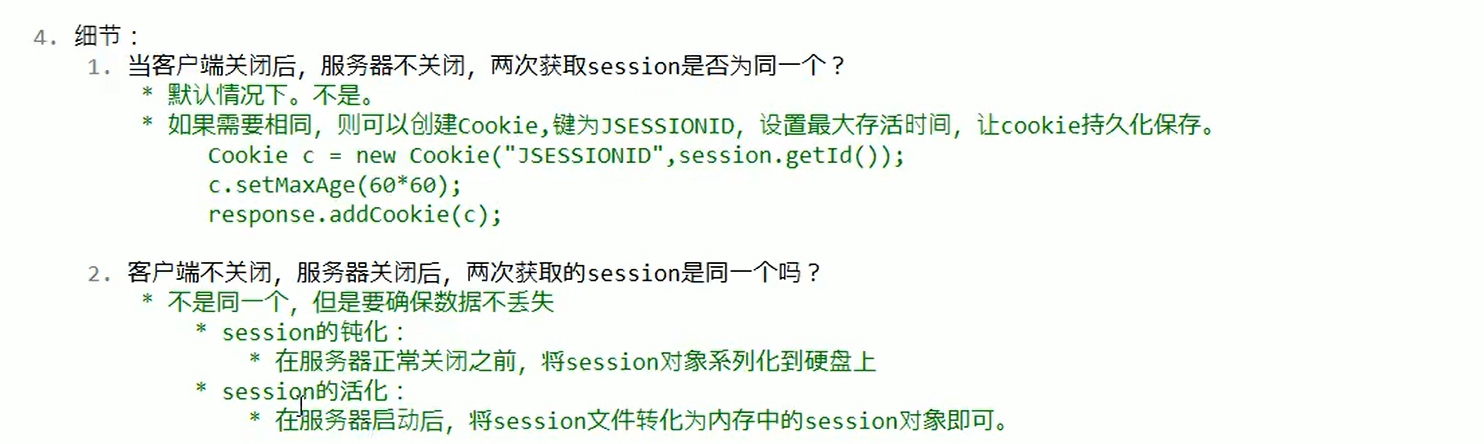 4. 细节：
1. 当客户端关闭后，服务器不关闭，两次获取session是否为同一个？
* 默认情况下。不是。
* 如果需要相同，则可以创建Cookie,键为JSESSIONID，设置最大存活时间，让cookie持久化保存。
Cookie c = new Cookie("JSESSIONID",session.getId());
c.setMaxAge(60*60);
response.addCookie(c);
2. 客户端不关闭，服务器关闭后，两次获取的session是同一个吗？
* 不是同一个，但是要确保数据不丢失
* session的钝化：
* 在服务器正常关闭之前，将session对象系列化到硬盘上
* session的活化：
* 在服务器启动后，将session文件转化为内存中的session对象即可。